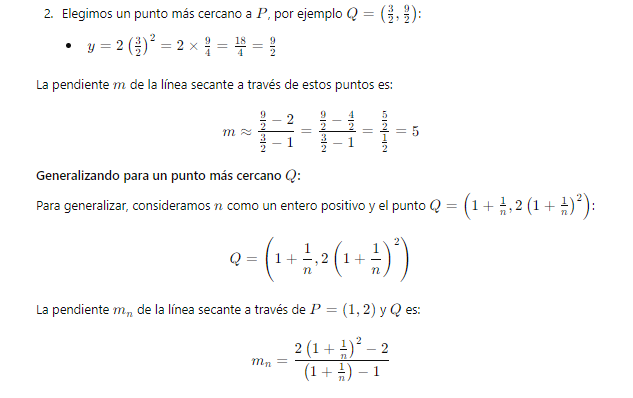 2. Elegimos un punto más cercano a $P$, por ejemplo $Q = \left(\frac{3}{2}, \frac{9}{2}\right)$:
• $y = 2\left(\frac{3}{2}\right)^2 = 2 \times \frac{9}{4} = \frac{18}{4} = \frac{9}{2}$
La pendiente $m$ de la línea secante a través de estos puntos es:
$m \approx \frac{\frac{9}{2} - 2}{\frac{3}{2} - 1} = \frac{\frac{9}{2} - \frac{4}{2}}{\frac{3}{2} - 1} = \frac{\frac{5}{2}}{\frac{1}{2}} = 5$
Generalizando para un punto más cercano $Q$:
Para generalizar, consideramos $n$ como un entero positivo y el punto $Q = \left(1 + \frac{1}{n}, 2\left(1 + \frac{1}{n}\right)^2\right)$:
$Q = \left(1 + \frac{1}{n}, 2\left(1 + \frac{1}{n}\right)^2\right)$
La pendiente $m_n$ de la línea secante a través de $P = (1, 2)$ y $Q$ es:
$m_n = \frac{2\left(1 + \frac{1}{n}\right)^2 - 2}{\left(1 + \frac{1}{n}\right) - 1}$